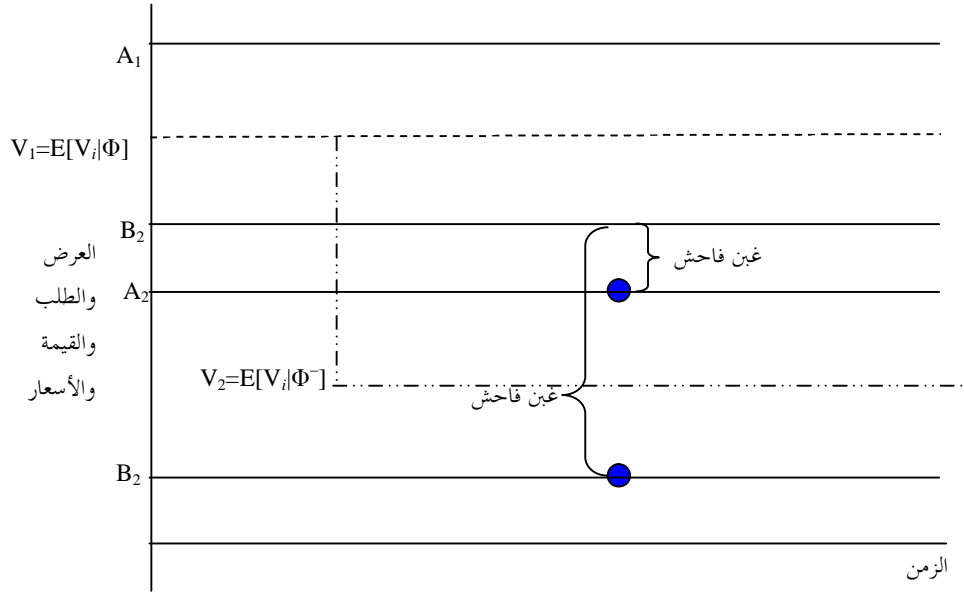 A₁
V₁=E[Vᵢ|Φ]
B₂
غبن فاحش
العرض
والطلب
والقيمة
والأسعار
A₂
V₂=E[Vᵢ|Φ⁻]
غبن فاحش
B₂
الزمن